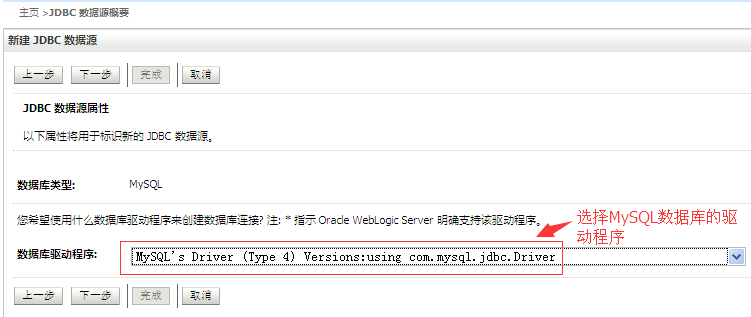 主页 >JDBC 数据源概要
新建 JDBC 数据源
上一步 下一步 完成 取消
JDBC 数据源属性
以下属性将用于标识新的 JDBC 数据源。
数据库类型: MySQL
您希望使用什么数据库驱动程序来创建数据库连接? 注: * 指示 Oracle WebLogic Server 明确支持该驱动程序。
选择MySQL数据库的驱
动程序
数据库驱动程序: MySQL's Driver (Type 4) Versions:using com.mysql.jdbc.Driver
上一步 下一步 完成 取消